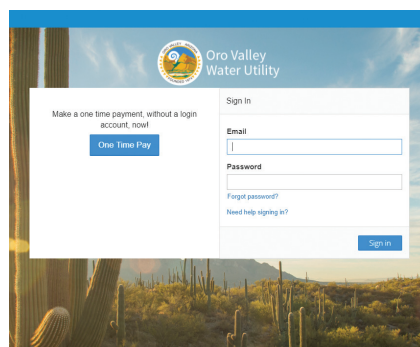 Oro Valley
Water Utility
Make a one time payment, without a login
account, now!
One Time Pay
Sign In
Email
Password
Forgot password?
Need help signing in?
Sign in